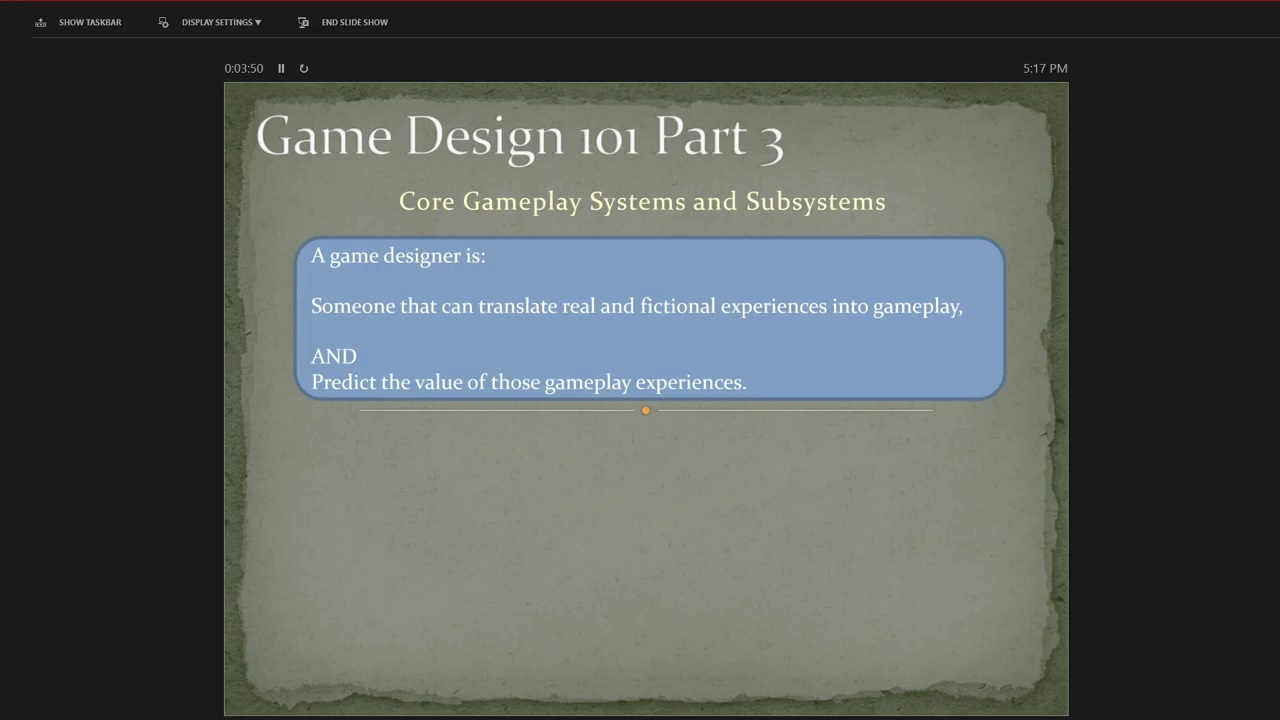 SHOW TASKBAR DISPLAY SETTINGS ▼ END SLIDE SHOW
0:03:50 5:17 PM
Game Design 101 Part 3
Core Gameplay Systems and Subsystems
A game designer is:
Someone that can translate real and fictional experiences into gameplay,
AND
Predict the value of those gameplay experiences.